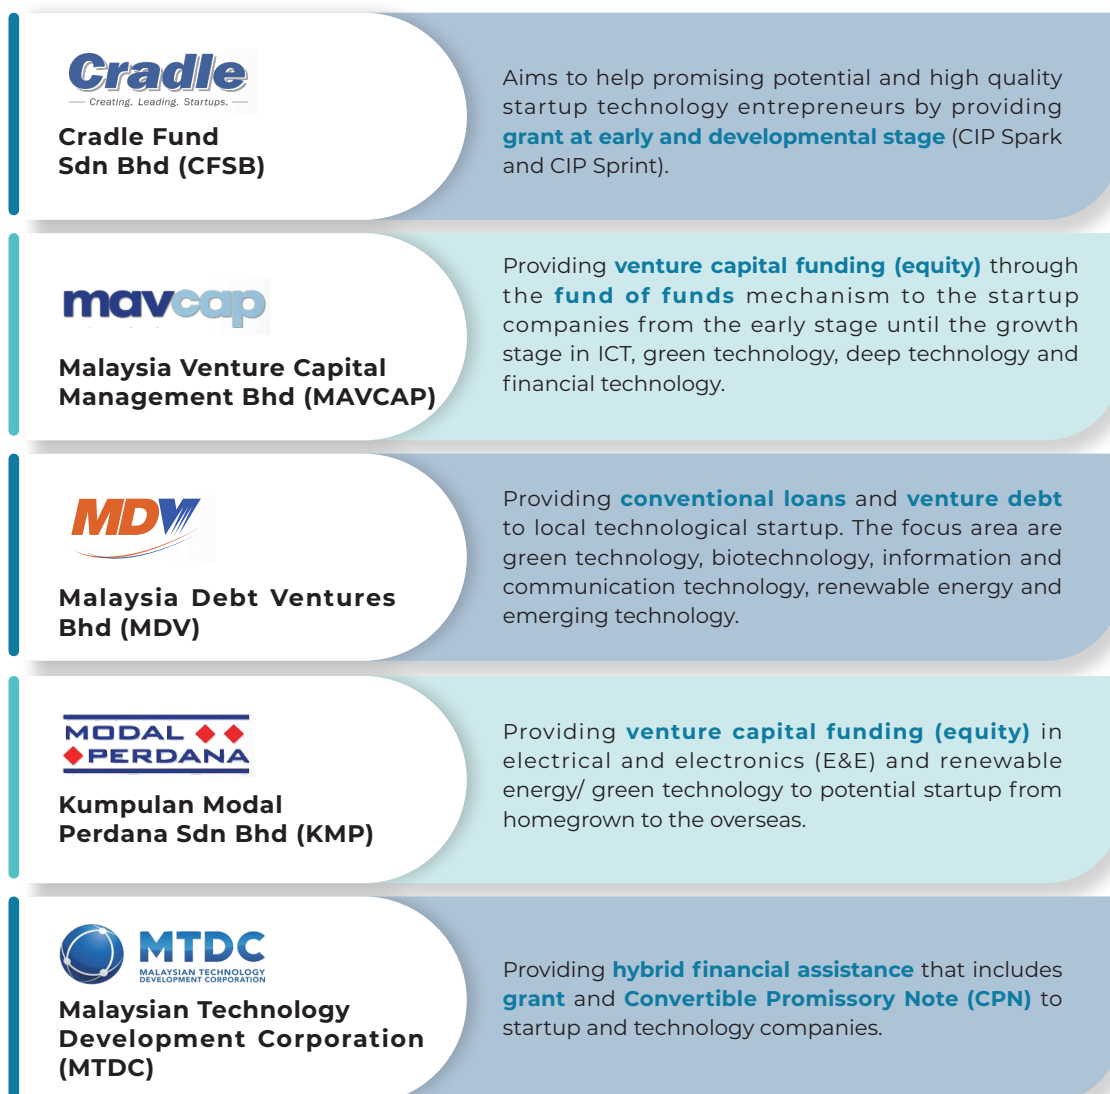 Cradle
Creating. Leading. Startups.
Cradle Fund
Sdn Bhd (CFSB)
Aims to help promising potential and high quality
startup technology entrepreneurs by providing
grant at early and developmental stage (CIP Spark
and CIP Sprint).
mavcap
Malaysia Venture Capital
Management Bhd (MAVCAP)
Providing venture capital funding (equity) through
the fund of funds mechanism to the startup
companies from the early stage until the growth
stage in ICT, green technology, deep technology and
financial technology.
MDV
Malaysia Debt Ventures
Bhd (MDV)
Providing conventional loans and venture debt
to local technological startup. The focus area are
green technology, biotechnology, information and
communication technology, renewable energy and
emerging technology.
MODAL
PERDANA
Kumpulan Modal
Perdana Sdn Bhd (KMP)
Providing venture capital funding (equity) in
electrical and electronics (E&E) and renewable
energy/ green technology to potential startup from
homegrown to the overseas.
MTDC
MALAYSIAN TECHNOLOGY
DEVELOPMENT CORPORATION
Malaysian Technology
Development Corporation
(MTDC)
Providing hybrid financial assistance that includes
grant and Convertible Promissory Note (CPN) to
startup and technology companies.